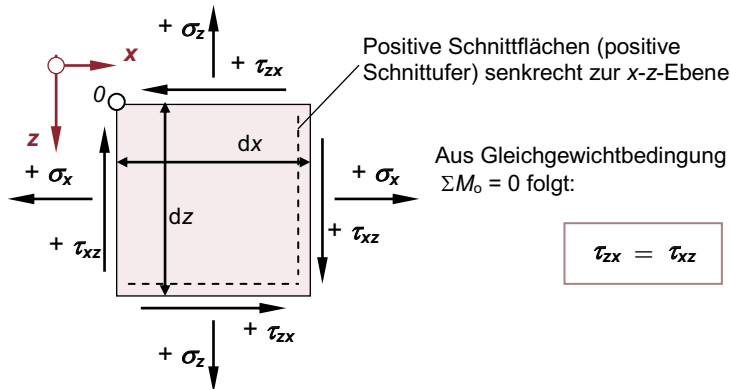 + σz
x
+ τzx
Positive Schnittflächen (positive
Schnittufer) senkrecht zur x-z-Ebene
0
z
dx
+ σx
+ σx
Aus Gleichgewichtbedingung
ΣMo = 0 folgt:
dz
+ τxz
+ τxz
τzx = τxz
+ τzx
+ σz